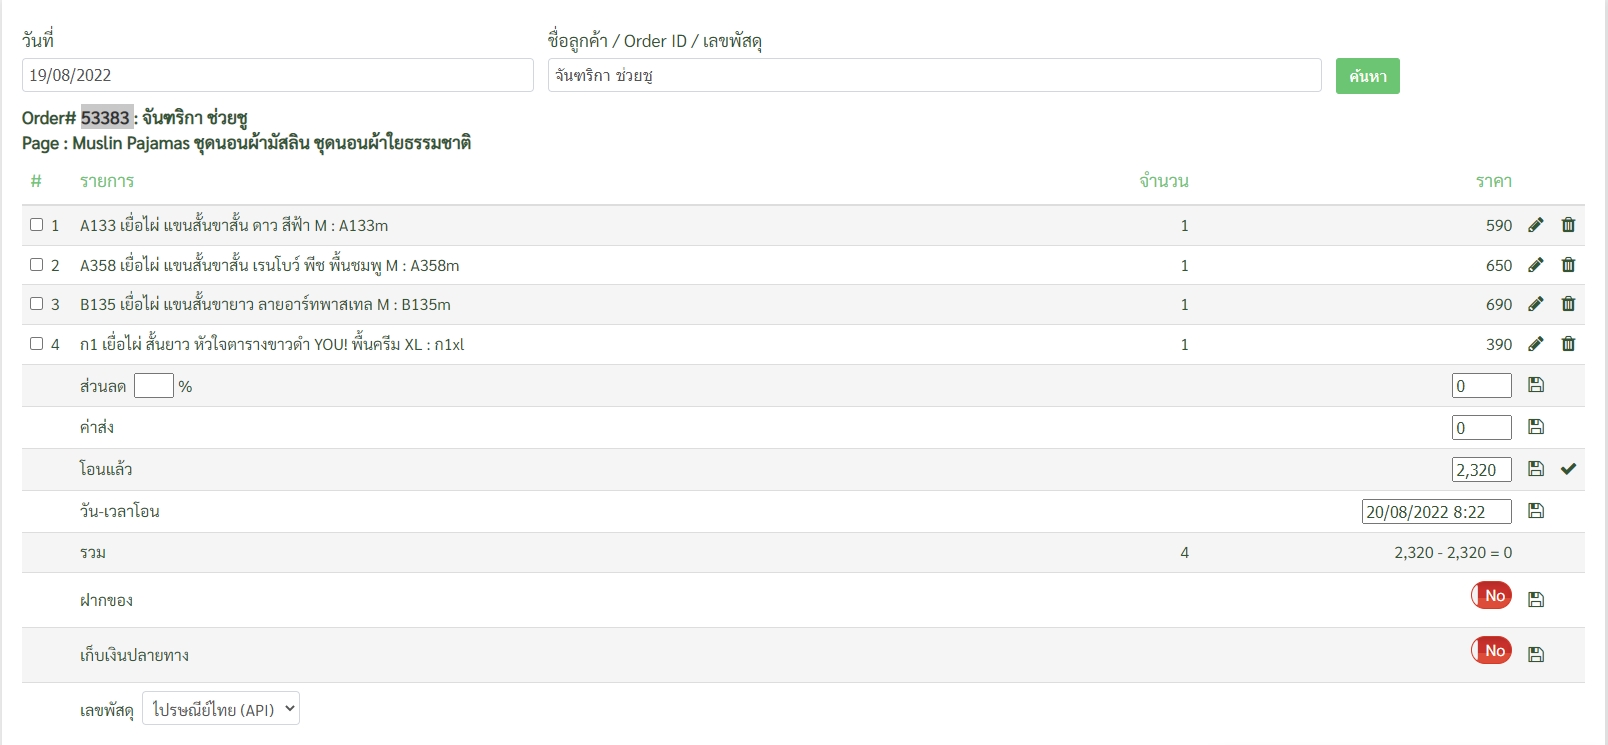 วันที่
ชื่อลูกค้า / Order ID / เลขพัสดุ
19/08/2022
จันฑริกา ช่วยชู
ค้นหา
Order# 53383 : จันฑริกา ช่วยชู
Page : Muslin Pajamas ชุดนอนผ้ามัสลิน ชุดนอนผ้าใยธรรมชาติ
# รายการ จำนวน ราคา
1 A133 เยื่อไผ่ แขนสั้นขาสั้น ดาว สีฟ้า M : A133m 1 590
2 A358 เยื่อไผ่ แขนสั้นขาสั้น เรนโบว์ พีช พื้นชมพู M : A358m 1 650
3 B135 เยื่อไผ่ แขนสั้นขายาว ลายอาร์ทพาสเทล M : B135m 1 690
4 ก1 เยื่อไผ่ สั้นยาว หัวใจตารางขาวดำ YOU! พื้นครีม XL : ก1xl 1 390
ส่วนลด % 0
ค่าส่ง 0
โอนแล้ว 2,320
วัน-เวลาโอน 20/08/2022 8:22
รวม 4 2,320 - 2,320 = 0
ฝากของ No
เก็บเงินปลายทาง No
เลขพัสดุ ไปรษณีย์ไทย (API)